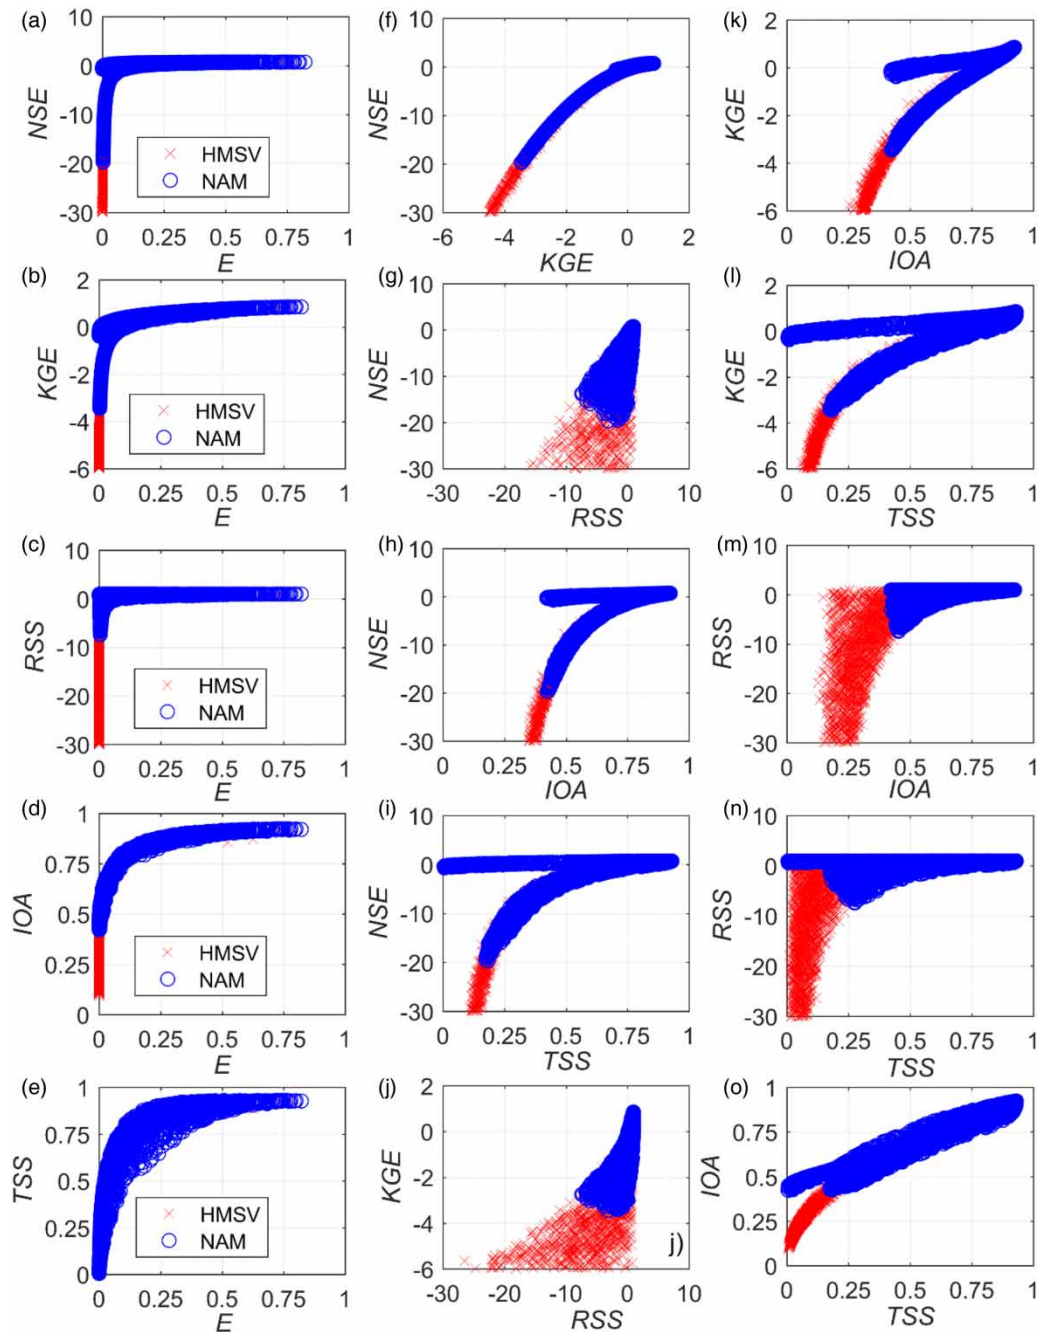 (a)
NSE
10
0
-10
-20
-30
HMSV
NAM
0 0.25 0.5 0.75 1
E
(f)
NSE
10
0
-10
-20
-30
-6 -4 -2 0 2
KGE
(k)
KGE
2
0
-2
-4
-6
0 0.25 0.5 0.75 1
IOA
(b)
KGE
2
0
-2
-4
-6
HMSV
NAM
0 0.25 0.5 0.75 1
E
(g)
NSE
10
0
-10
-20
-30
-30 -20 -10 0 10
RSS
(l)
KGE
2
0
-2
-4
-6
0 0.25 0.5 0.75 1
TSS
(c)
RSS
10
0
-10
-20
-30
HMSV
NAM
0 0.25 0.5 0.75 1
E
(h)
NSE
10
0
-10
-20
-30
0 0.25 0.5 0.75 1
IOA
(m)
RSS
10
0
-10
-20
-30
0 0.25 0.5 0.75 1
IOA
(d)
IOA
1
0.75
0.5
0.25
0
HMSV
NAM
0 0.25 0.5 0.75 1
E
(i)
NSE
10
0
-10
-20
-30
0 0.25 0.5 0.75 1
TSS
(n)
RSS
10
0
-10
-20
-30
0 0.25 0.5 0.75 1
TSS
(e)
TSS
1
0.75
0.5
0.25
0
HMSV
NAM
0 0.25 0.5 0.75 1
E
(j)
KGE
2
0
-2
-4
-6
j)
-30 -20 -10 0 10
RSS
(o)
IOA
1
0.75
0.5
0.25
0
0 0.25 0.5 0.75 1
TSS